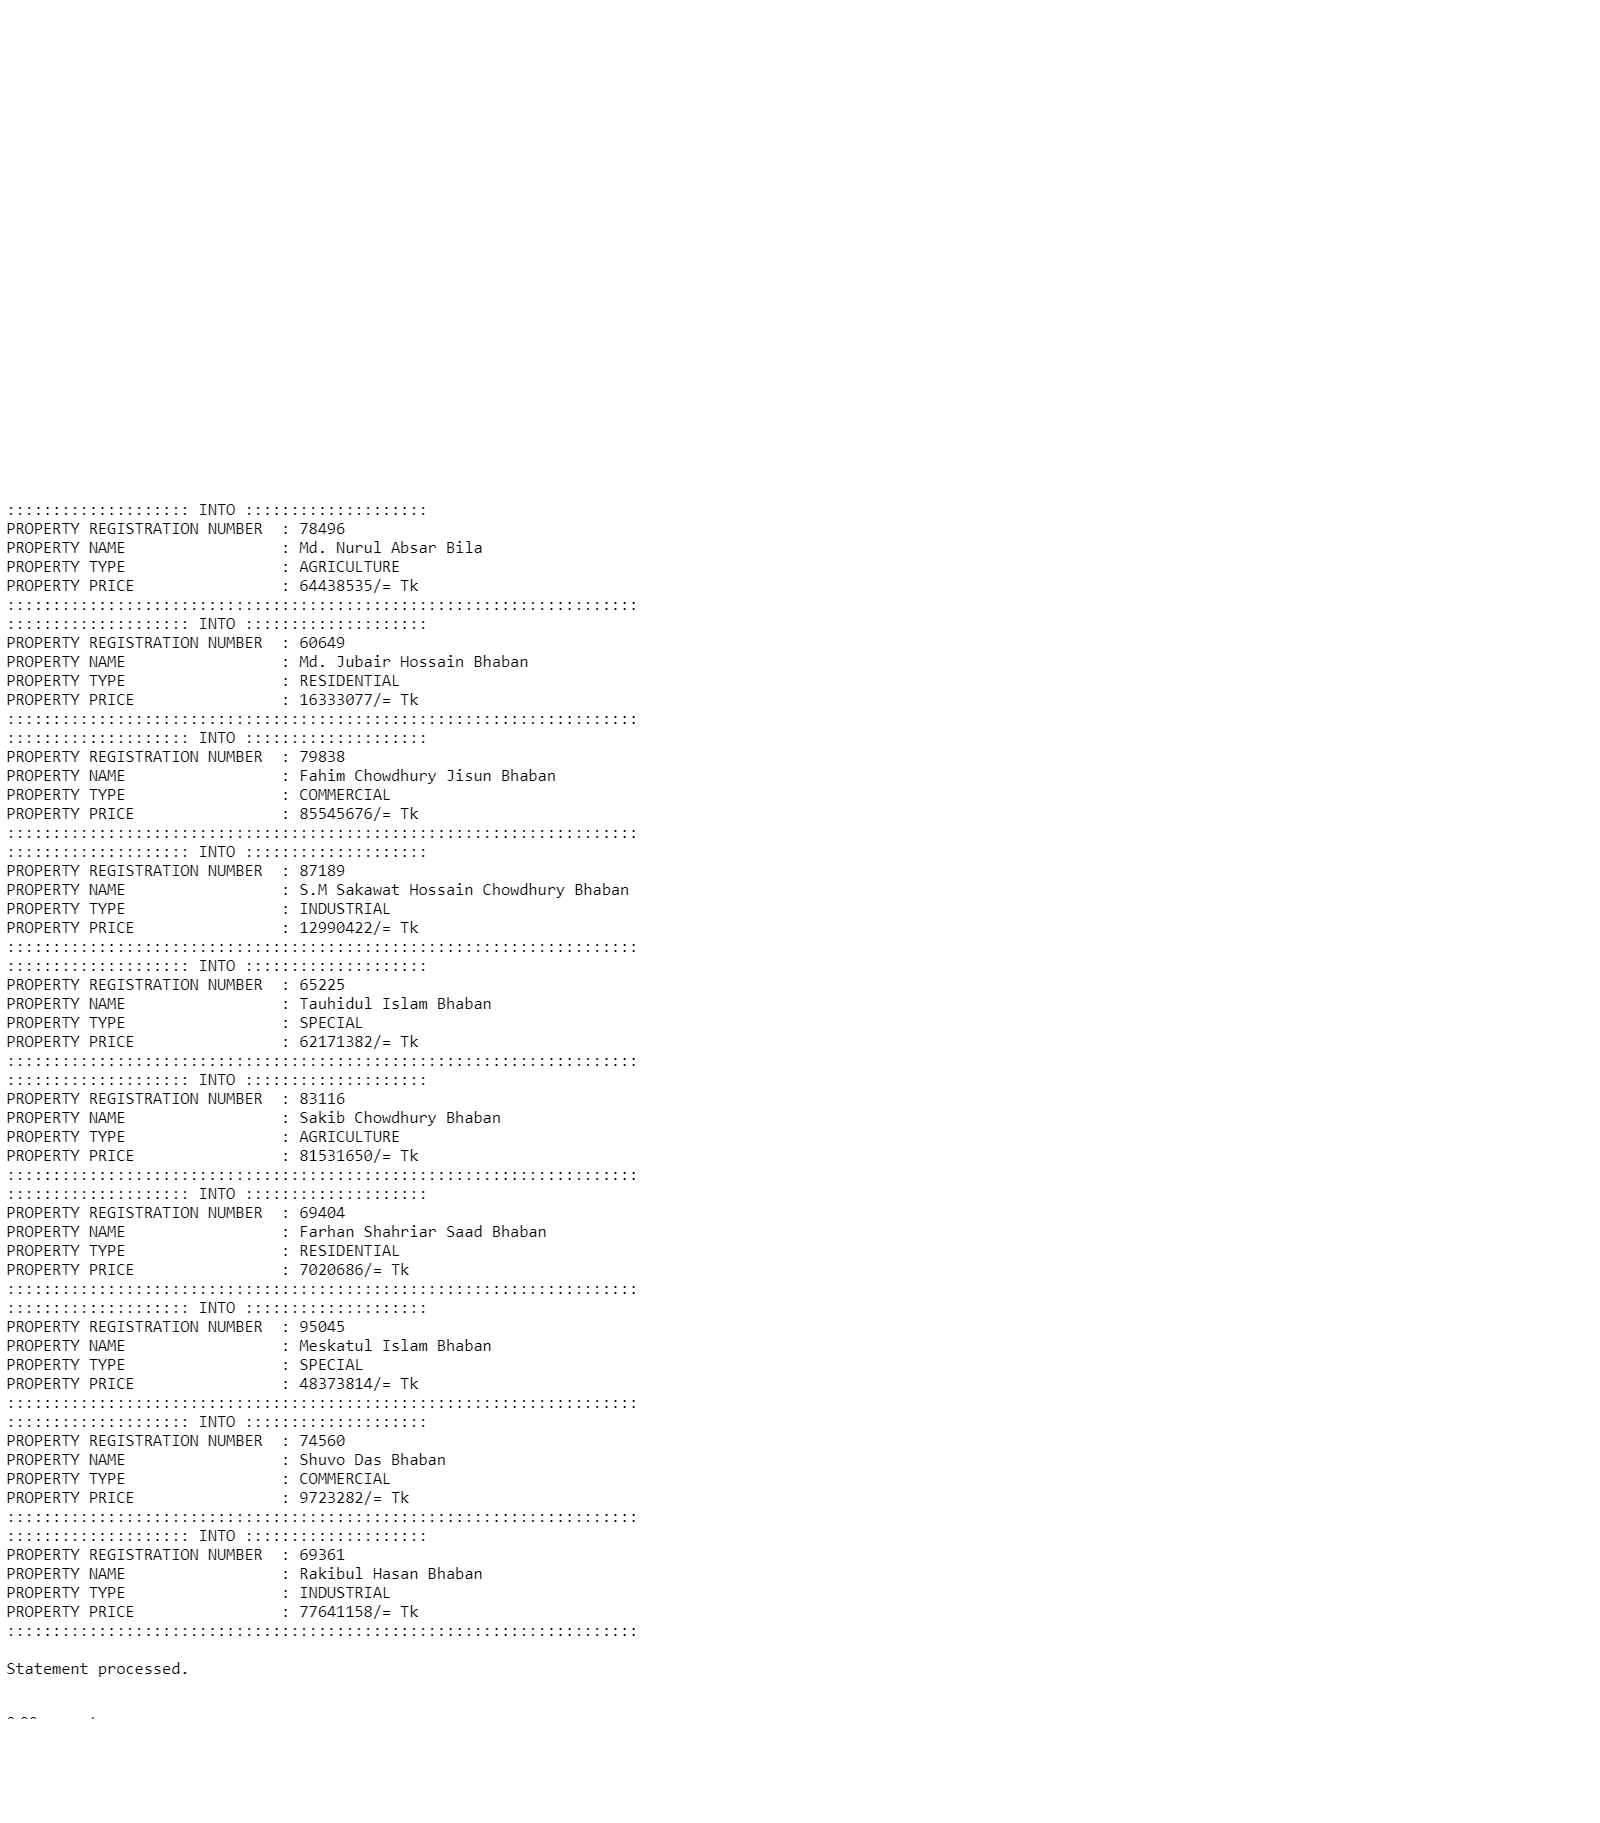 :::::::::::::::::::: INTO ::::::::::::::::::::
PROPERTY REGISTRATION NUMBER  : 78496
PROPERTY NAME                 : Md. Nurul Absar Bila
PROPERTY TYPE                 : AGRICULTURE
PROPERTY PRICE                : 64438535/= Tk
:::::::::::::::::::::::::::::::::::::::::::::::::::::::::::::::::::::
:::::::::::::::::::: INTO ::::::::::::::::::::
PROPERTY REGISTRATION NUMBER  : 60649
PROPERTY NAME                 : Md. Jubair Hossain Bhaban
PROPERTY TYPE                 : RESIDENTIAL
PROPERTY PRICE                : 16333077/= Tk
:::::::::::::::::::::::::::::::::::::::::::::::::::::::::::::::::::::
:::::::::::::::::::: INTO ::::::::::::::::::::
PROPERTY REGISTRATION NUMBER  : 79838
PROPERTY NAME                 : Fahim Chowdhury Jisun Bhaban
PROPERTY TYPE                 : COMMERCIAL
PROPERTY PRICE                : 85545676/= Tk
:::::::::::::::::::::::::::::::::::::::::::::::::::::::::::::::::::::
:::::::::::::::::::: INTO ::::::::::::::::::::
PROPERTY REGISTRATION NUMBER  : 87189
PROPERTY NAME                 : S.M Sakawat Hossain Chowdhury Bhaban
PROPERTY TYPE                 : INDUSTRIAL
PROPERTY PRICE                : 12990422/= Tk
:::::::::::::::::::::::::::::::::::::::::::::::::::::::::::::::::::::
:::::::::::::::::::: INTO ::::::::::::::::::::
PROPERTY REGISTRATION NUMBER  : 65225
PROPERTY NAME                 : Tauhidul Islam Bhaban
PROPERTY TYPE                 : SPECIAL
PROPERTY PRICE                : 62171382/= Tk
:::::::::::::::::::::::::::::::::::::::::::::::::::::::::::::::::::::
:::::::::::::::::::: INTO ::::::::::::::::::::
PROPERTY REGISTRATION NUMBER  : 83116
PROPERTY NAME                 : Sakib Chowdhury Bhaban
PROPERTY TYPE                 : AGRICULTURE
PROPERTY PRICE                : 81531650/= Tk
:::::::::::::::::::::::::::::::::::::::::::::::::::::::::::::::::::::
:::::::::::::::::::: INTO ::::::::::::::::::::
PROPERTY REGISTRATION NUMBER  : 69404
PROPERTY NAME                 : Farhan Shahriar Saad Bhaban
PROPERTY TYPE                 : RESIDENTIAL
PROPERTY PRICE                : 7020686/= Tk
:::::::::::::::::::::::::::::::::::::::::::::::::::::::::::::::::::::
:::::::::::::::::::: INTO ::::::::::::::::::::
PROPERTY REGISTRATION NUMBER  : 95045
PROPERTY NAME                 : Meskatul Islam Bhaban
PROPERTY TYPE                 : SPECIAL
PROPERTY PRICE                : 48373814/= Tk
:::::::::::::::::::::::::::::::::::::::::::::::::::::::::::::::::::::
:::::::::::::::::::: INTO ::::::::::::::::::::
PROPERTY REGISTRATION NUMBER  : 74560
PROPERTY NAME                 : Shuvo Das Bhaban
PROPERTY TYPE                 : COMMERCIAL
PROPERTY PRICE                : 9723282/= Tk
:::::::::::::::::::::::::::::::::::::::::::::::::::::::::::::::::::::
:::::::::::::::::::: INTO ::::::::::::::::::::
PROPERTY REGISTRATION NUMBER  : 69361
PROPERTY NAME                 : Rakibul Hasan Bhaban
PROPERTY TYPE                 : INDUSTRIAL
PROPERTY PRICE                : 77641158/= Tk
:::::::::::::::::::::::::::::::::::::::::::::::::::::::::::::::::::::
Statement processed.